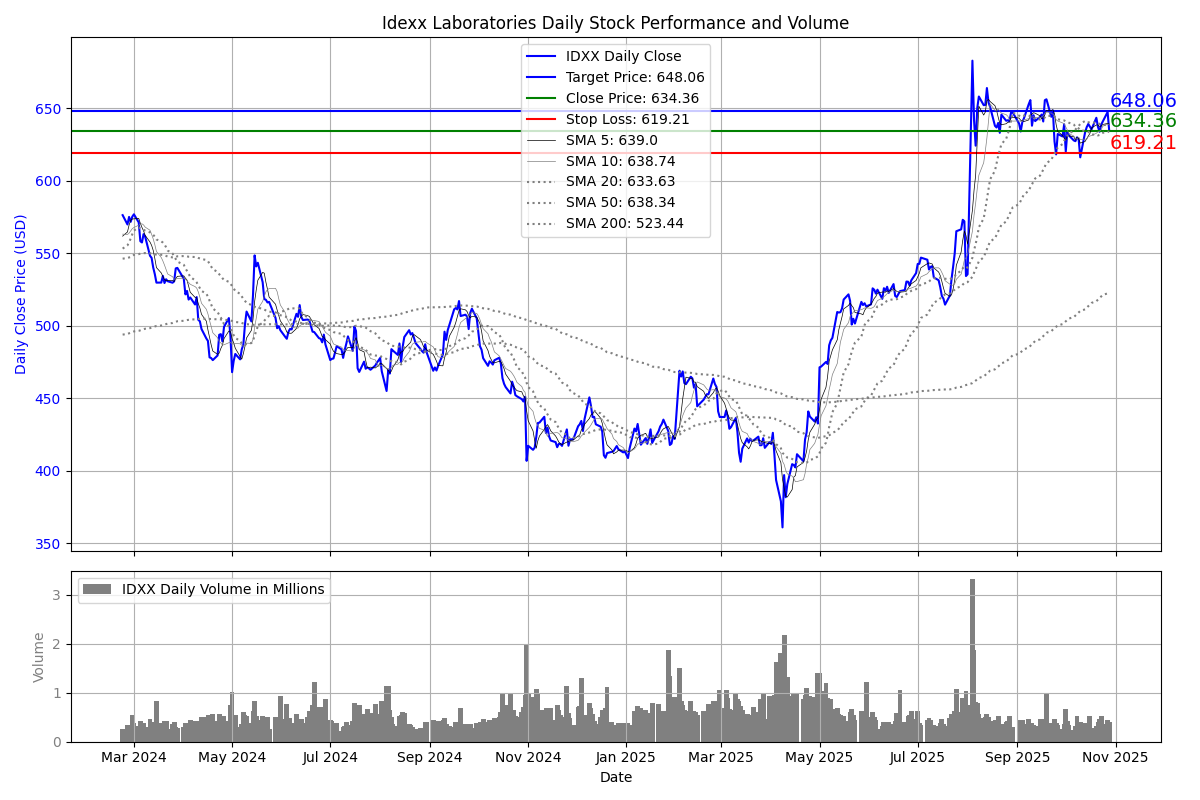 Idexx Laboratories Daily Stock Performance and Volume
Daily Close Price (USD)
650
600
550
500
450
400
350
IDXX Daily Close
Target Price: 648.06
Close Price: 634.36
Stop Loss: 619.21
SMA 5: 639.0
SMA 10: 638.74
SMA 20: 633.63
SMA 50: 638.34
SMA 200: 523.44
648.06
634.36
619.21
IDXX Daily Volume in Millions
Volume
3
2
1
0
Mar 2024 May 2024 Jul 2024 Sep 2024 Nov 2024 Jan 2025 Mar 2025 May 2025 Jul 2025 Sep 2025 Nov 2025
Date